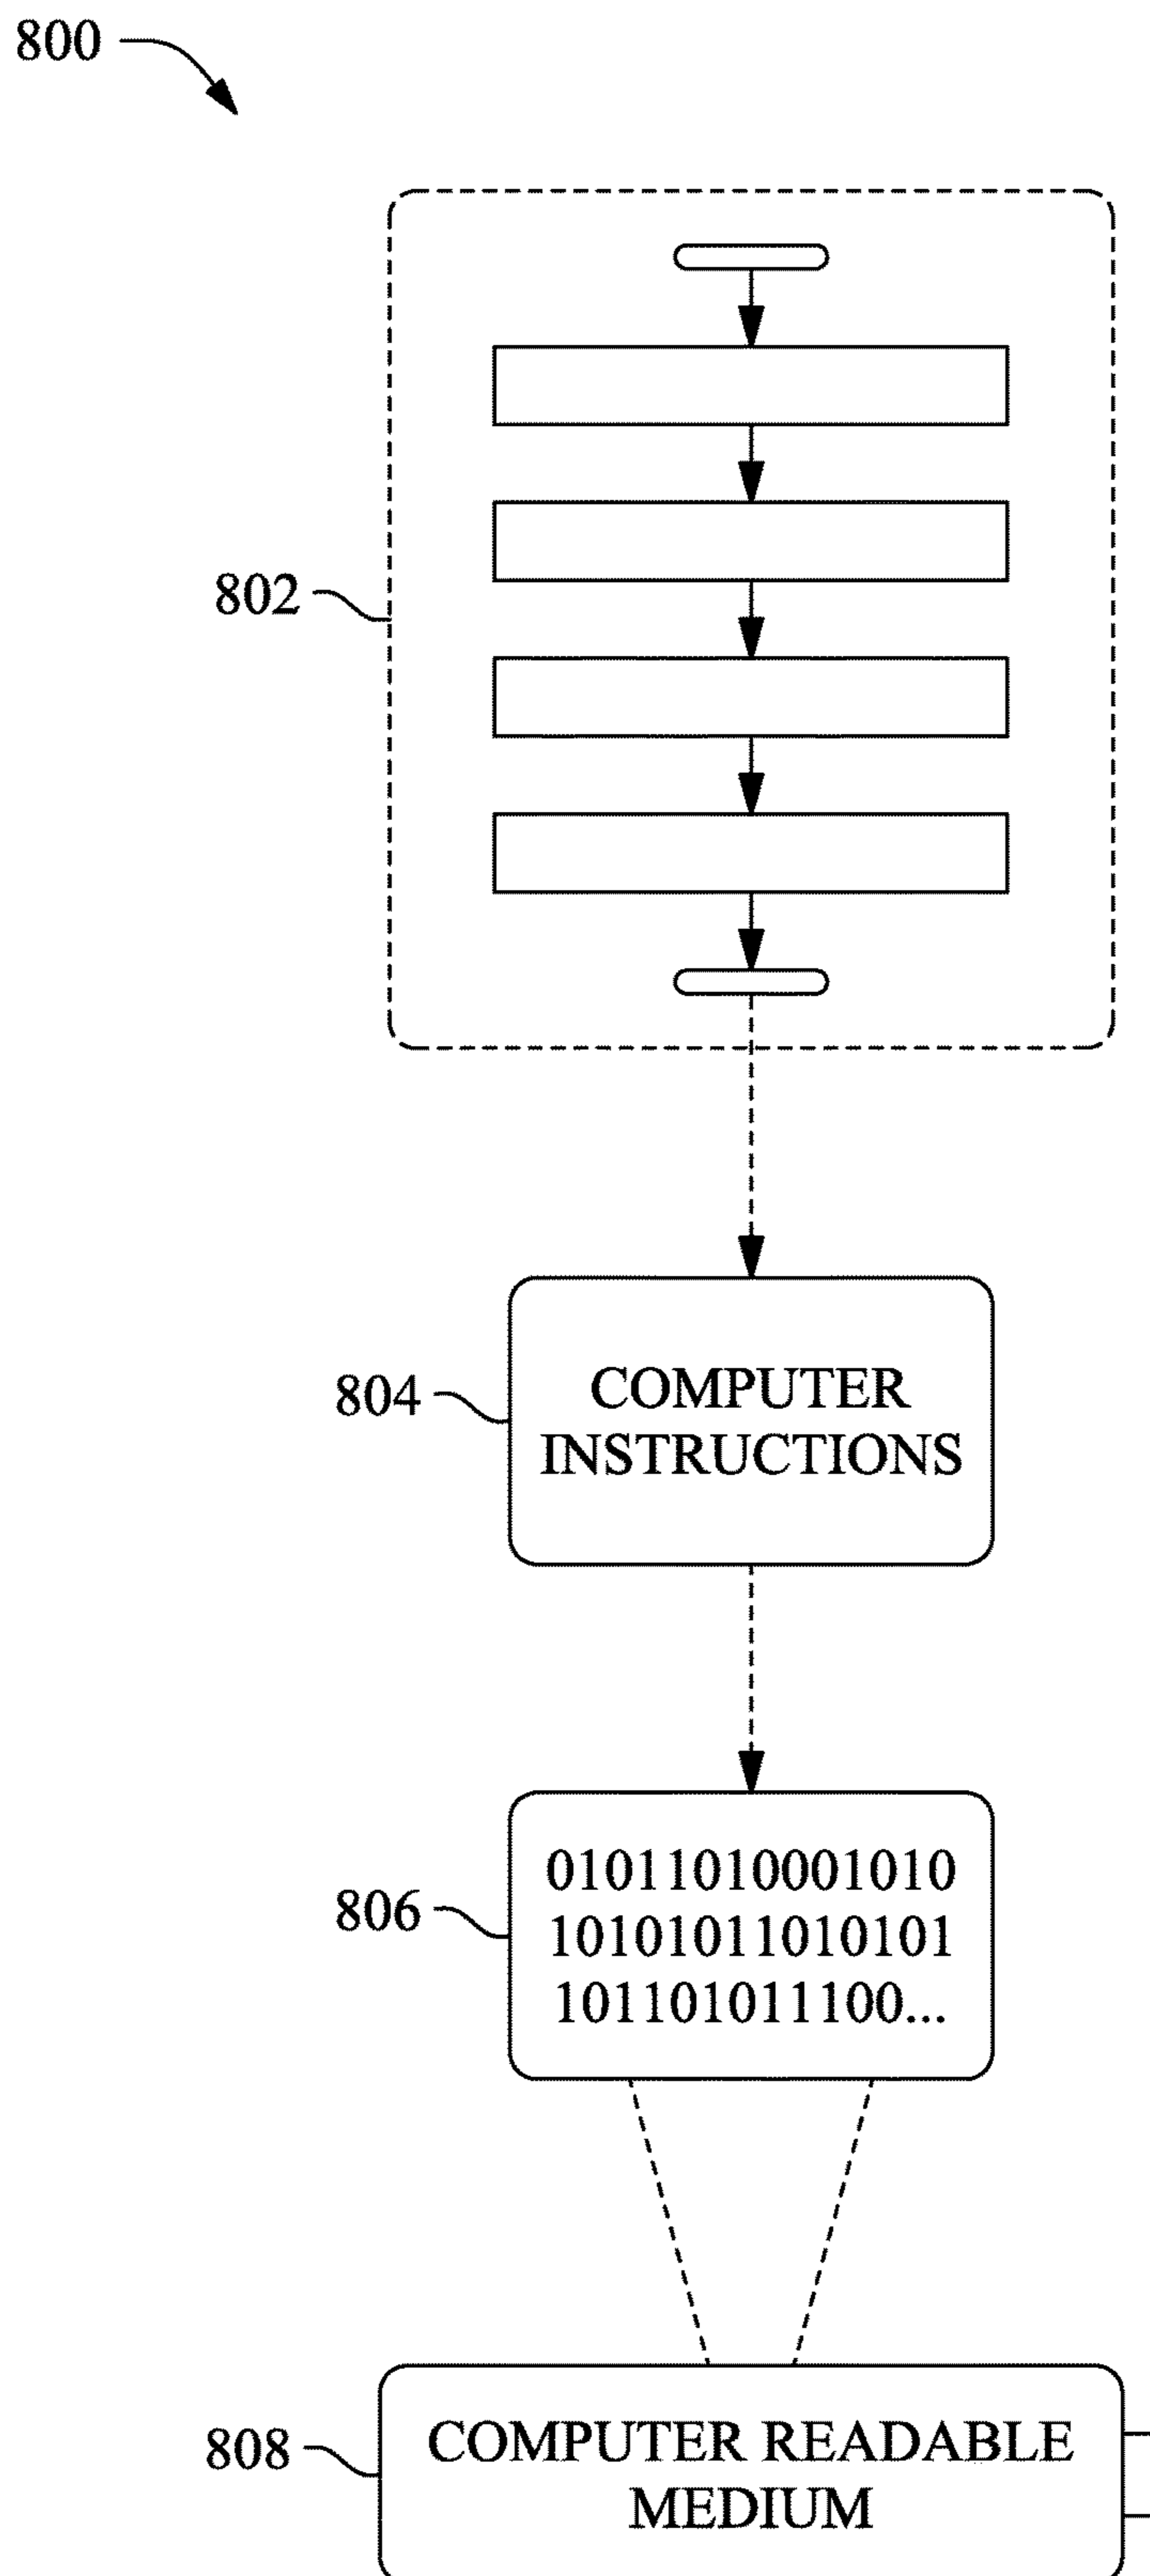 800
802
804
COMPUTER
INSTRUCTIONS
806
01011010001010
10101011010101
101101011100...
808
COMPUTER READABLE
MEDIUM